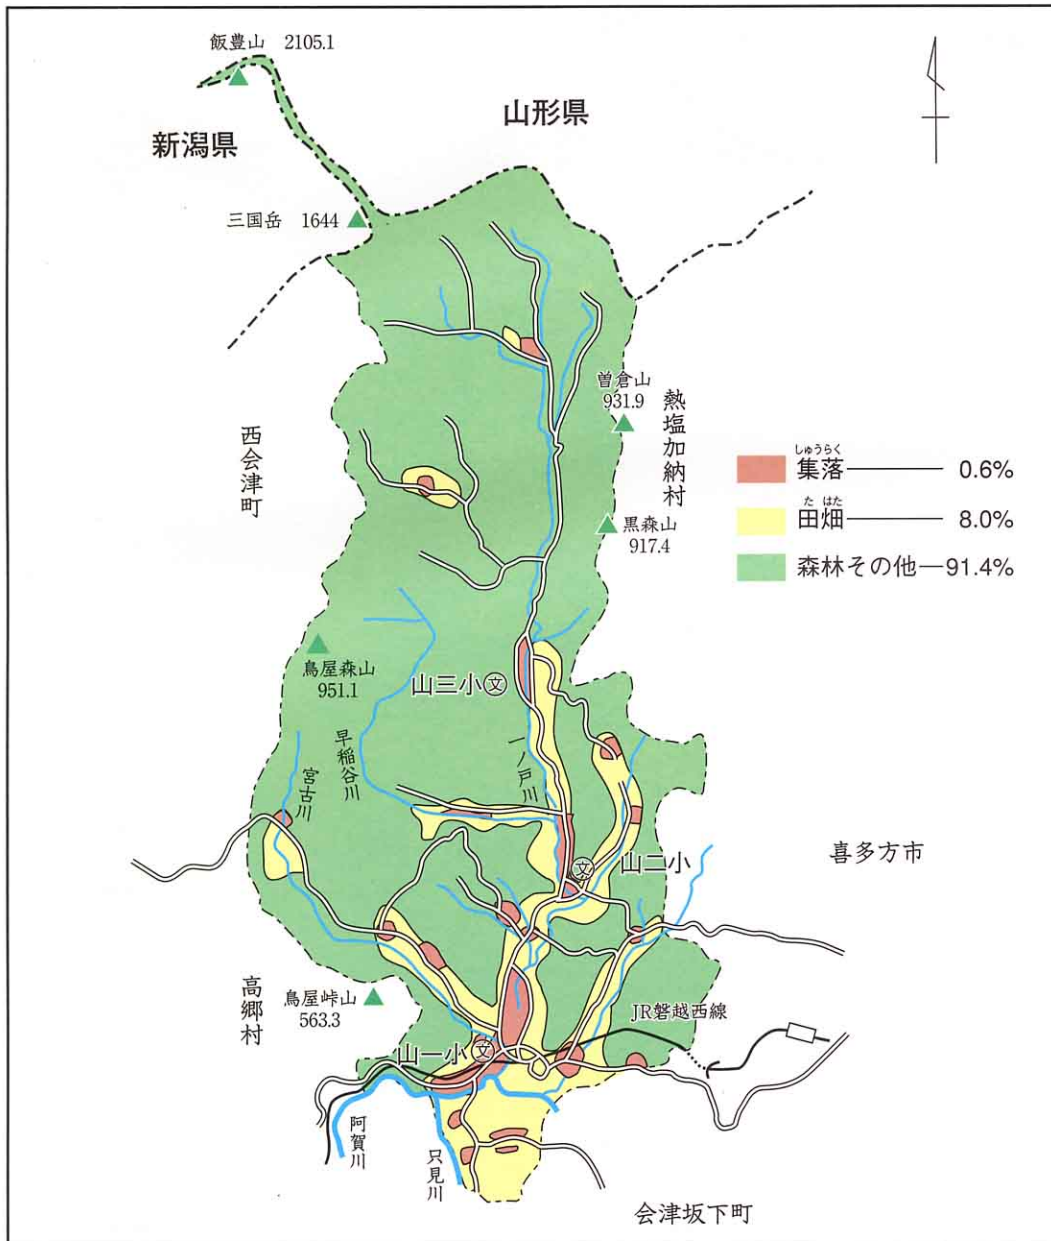 飯豊山 2105.1
山形県
新潟県
三国岳 1644
曽倉山
931.9
熱塩加納村
西会津町
しゅうらく
集落 0.6%
た はた
田畑 8.0%
森林その他 91.4%
黒森山
917.4
鳥屋森山
951.1
山三小
文
早稲谷川
一ノ戸川
宮古川
文
山二小
喜多方市
高郷村
鳥屋峠山
563.3
JR磐越西線
山一小
文
阿賀川
只見川
会津坂下町